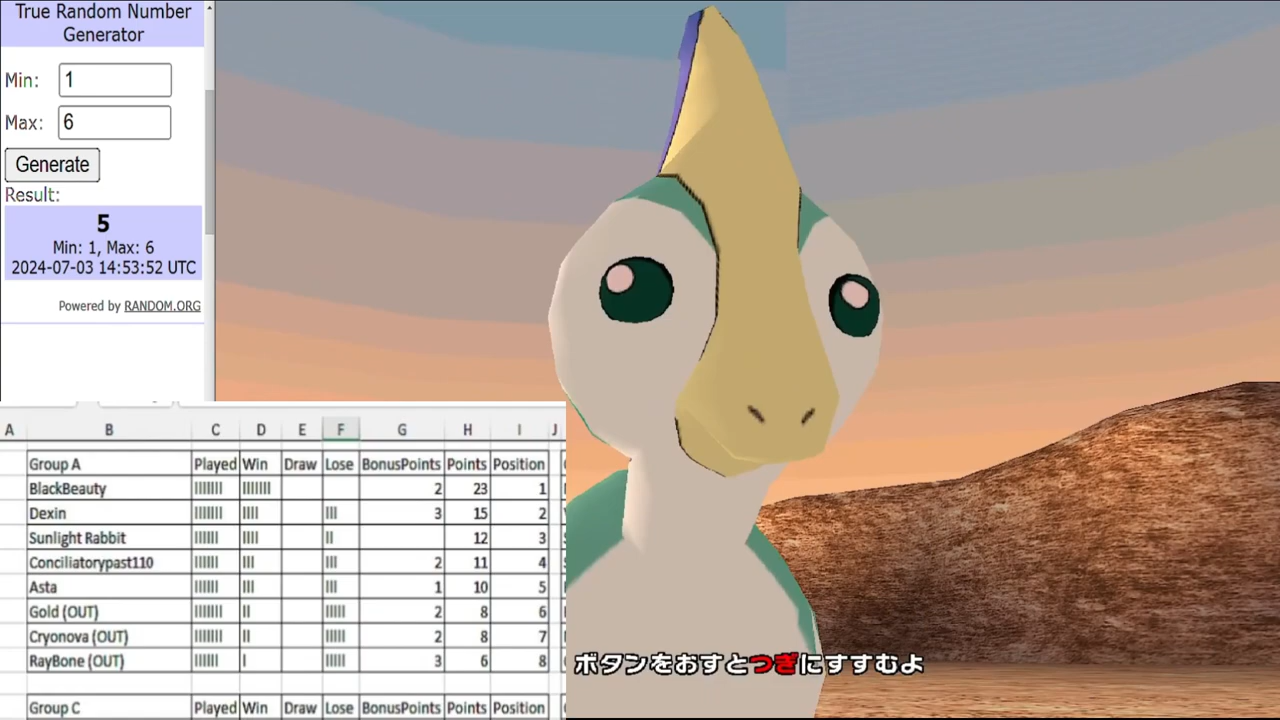 True Random Number
Generator
Min: 1
Max: 6
Generate
Result:
5
Min: 1, Max: 6
2024-07-03 14:53:52 UTC
Powered by RANDOM.ORG
A B C D E F G H I J
Group A Played Win Draw Lose BonusPoints Points Position
BlackBeauty IIIIIII IIIIIII 2 23 1
Dexin IIIIIII IIII III 3 15 2
Sunlight Rabbit IIIIII IIII II 12 3
Conciliatorypast110 IIIIII III III 2 11 4
Asta IIIIII III III 1 10 5
Gold (OUT) IIIIIII II IIIII 2 8 6
Cryonova (OUT) IIIIIII II IIIII 2 8 7
RayBone (OUT) IIIIII I IIIII 3 6 8
Group C Played Win Draw Lose BonusPoints Points Position
ボタンをおすとつぎにすすむよ